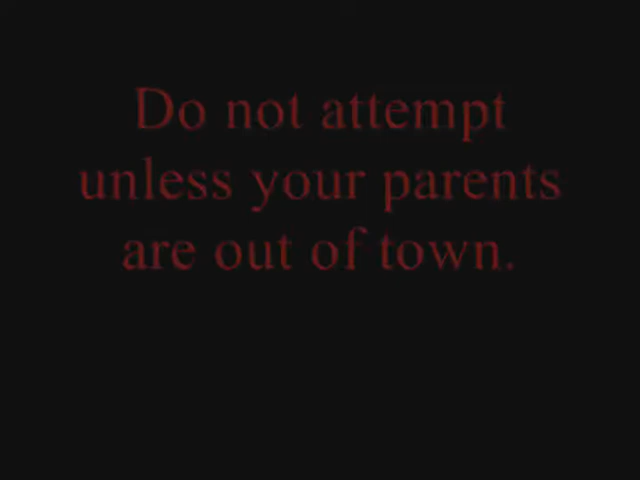 Do not attempt
unless your parents
are out of town.